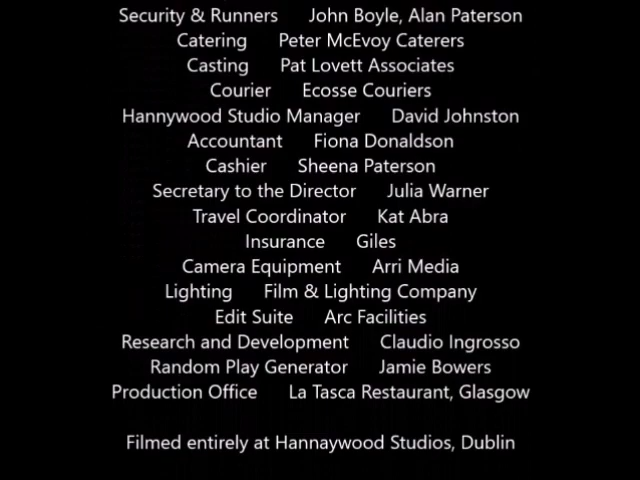 Security & Runners John Boyle, Alan Paterson
Catering Peter McEvoy Caterers
Casting Pat Lovett Associates
Courier Ecosse Couriers
Hannywood Studio Manager David Johnston
Accountant Fiona Donaldson
Cashier Sheena Paterson
Secretary to the Director Julia Warner
Travel Coordinator Kat Abra
Insurance Giles
Camera Equipment Arri Media
Lighting Film & Lighting Company
Edit Suite Arc Facilities
Research and Development Claudio Ingrosso
Random Play Generator Jamie Bowers
Production Office La Tasca Restaurant, Glasgow
Filmed entirely at Hannaywood Studios, Dublin